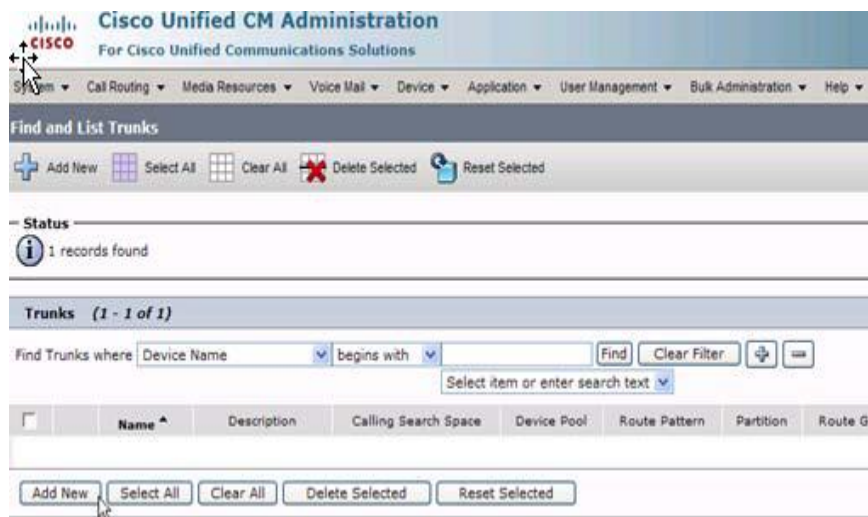 Cisco Unified CM Administration
CISCO
For Cisco Unified Communications Solutions
System Call Routing Media Resources Voice Mail Device Application User Management Bulk Administration Help
Find and List Trunks
Add New Select All Clear All Delete Selected Reset Selected
Status
i 1 records found
Trunks (1 - 1 of 1)
Find Trunks where Device Name begins with Find Clear Filter
Select item or enter search text
Name Description Calling Search Space Device Pool Route Pattern Partition Route G
Add New Select All Clear All Delete Selected Reset Selected